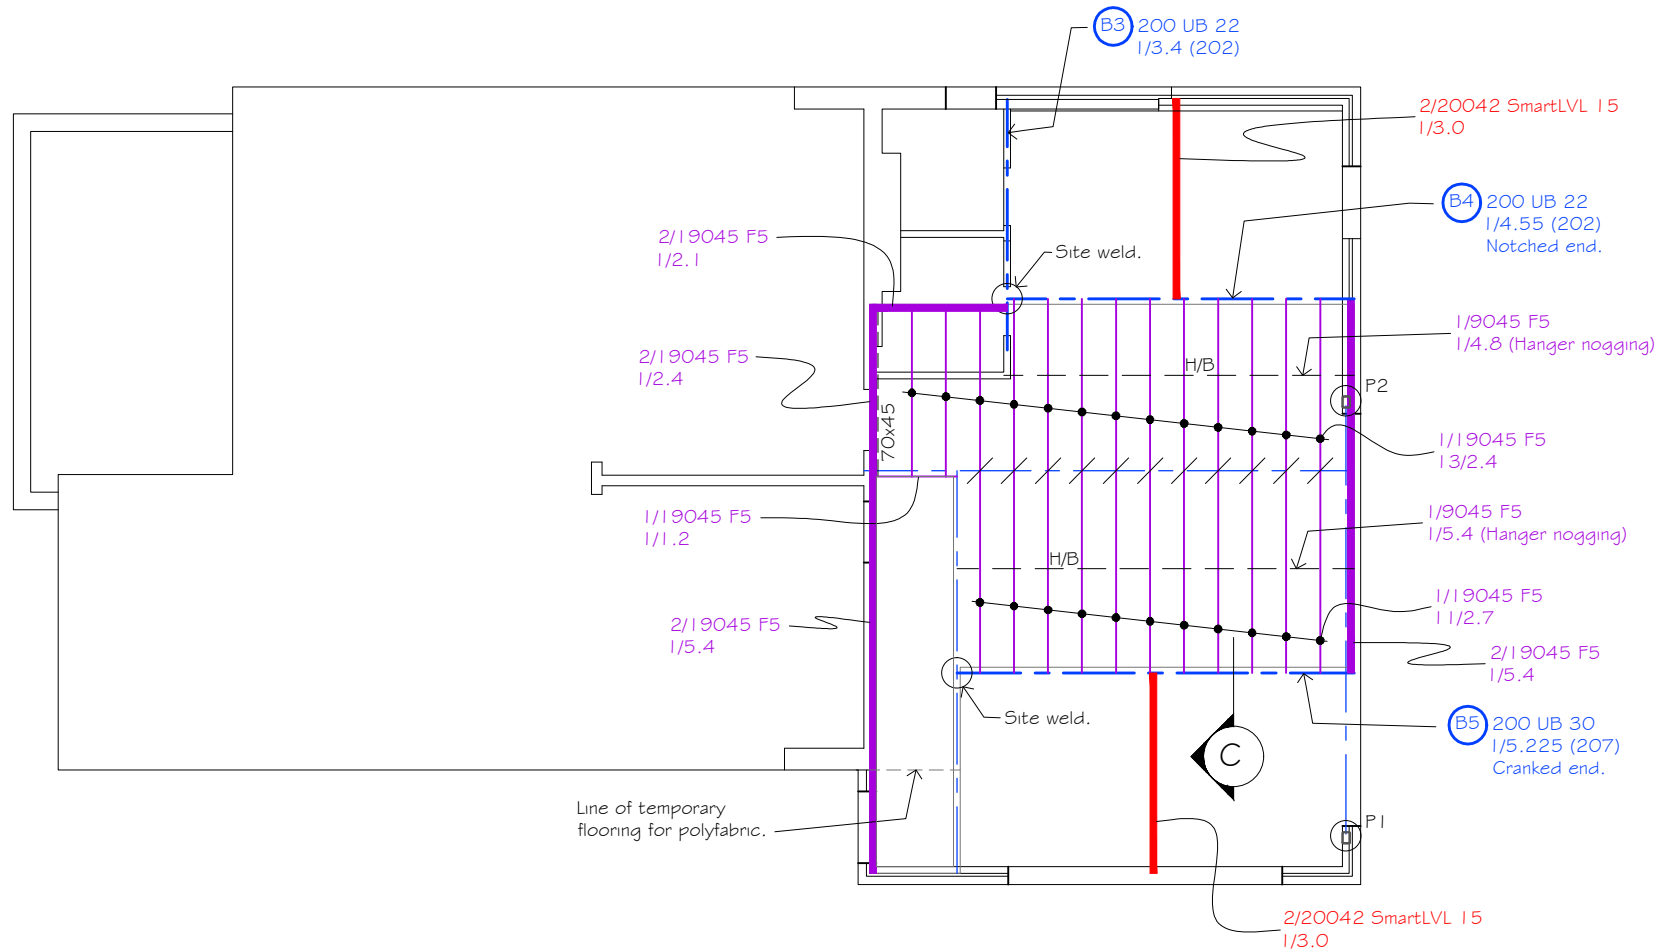 B3 200 UB 22
1/3.4 (202)
2/20042 SmartLVL 15
1/3.0
B4 200 UB 22
1/4.55 (202)
Notched end.
2/19045 F5
1/2.1
Site weld.
1/9045 F5
1/4.8 (Hanger nogging)
2/19045 F5
1/2.4
H/B
P2
70x45
1/19045 F5
13/2.4
1/19045 F5
1/1.2
1/9045 F5
1/5.4 (Hanger nogging)
H/B
1/19045 F5
11/2.7
2/19045 F5
1/5.4
2/19045 F5
1/5.4
Site weld.
B5 200 UB 30
1/5.225 (207)
Cranked end.
C
Line of temporary
flooring for polyfabric.
P1
2/20042 SmartLVL 15
1/3.0